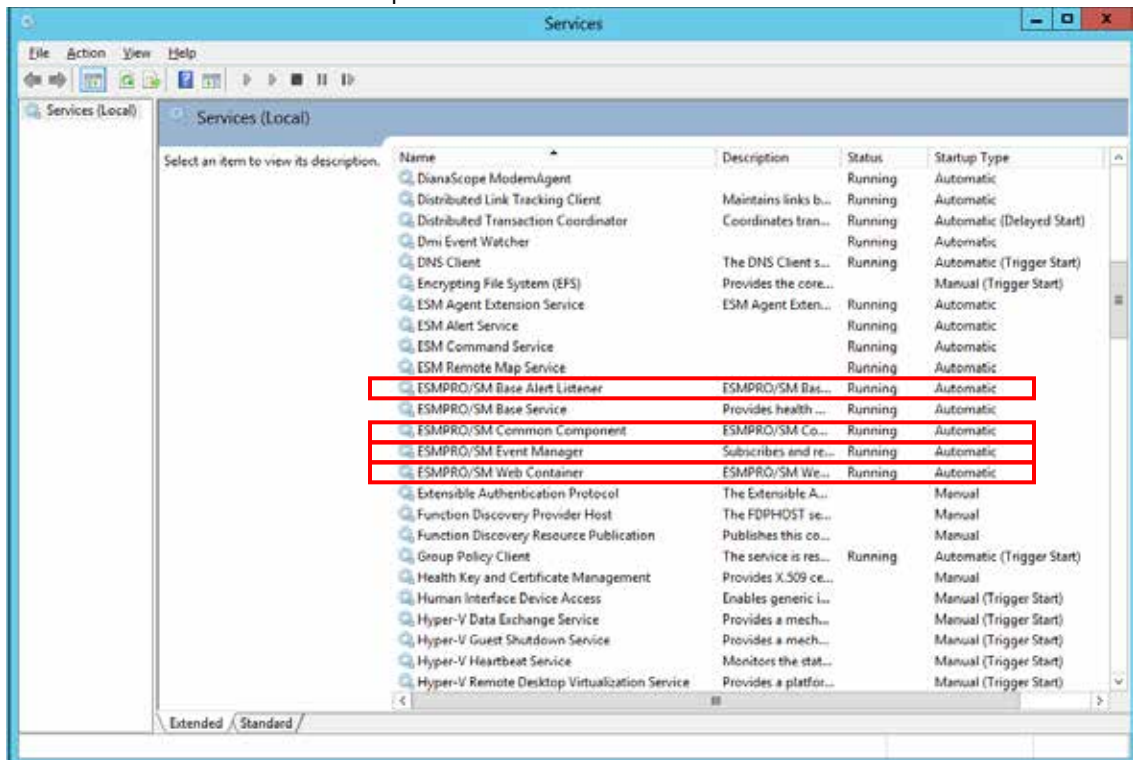 Services
File Action View Help
Services (Local)
Services (Local)
Select an item to view its description.
Name Description Status Startup Type
DianaScope ModemAgent Running Automatic
Distributed Link Tracking Client Maintains links b... Running Automatic
Distributed Transaction Coordinator Coordinates tran... Running Automatic (Delayed Start)
Dmi Event Watcher Running Automatic
DNS Client The DNS Client s... Running Automatic (Trigger Start)
Encrypting File System (EFS) Provides the core... Manual (Trigger Start)
ESM Agent Extension Service ESM Agent Exten... Running Automatic
ESM Alert Service Running Automatic
ESM Command Service Running Automatic
ESM Remote Map Service Running Automatic
ESMPRO/SM Base Alert Listener ESMPRO/SM Bas... Running Automatic
ESMPRO/SM Base Service Provides health ... Running Automatic
ESMPRO/SM Common Component ESMPRO/SM Co... Running Automatic
ESMPRO/SM Event Manager Subscribes and re... Running Automatic
ESMPRO/SM Web Container ESMPRO/SM We... Running Automatic
Extensible Authentication Protocol The Extensible A... Manual
Function Discovery Provider Host The FDPHOST se... Manual
Function Discovery Resource Publication Publishes this co... Manual
Group Policy Client The service is res... Running Automatic (Trigger Start)
Health Key and Certificate Management Provides X.509 ce... Manual
Human Interface Device Access Enables generic i... Manual (Trigger Start)
Hyper-V Data Exchange Service Provides a mech... Manual (Trigger Start)
Hyper-V Guest Shutdown Service Provides a mech... Manual (Trigger Start)
Hyper-V Heartbeat Service Monitors the stat... Manual (Trigger Start)
Hyper-V Remote Desktop Virtualization Service Provides a platfor... Manual (Trigger Start)
Extended Standard